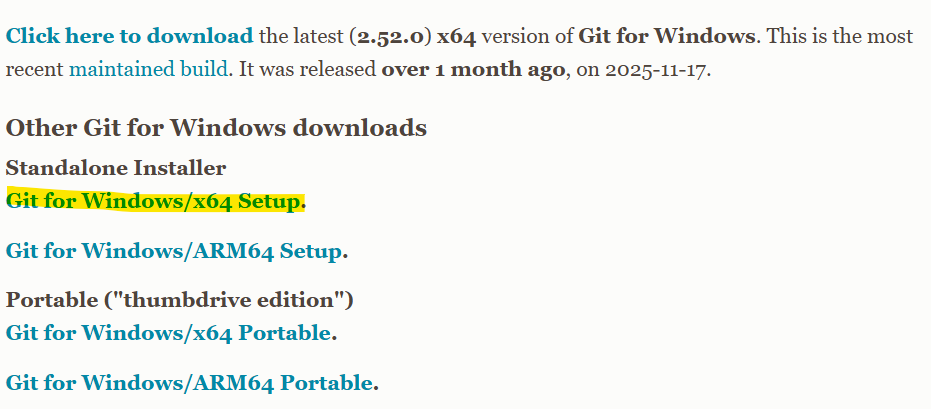 Click here to download the latest (2.52.0) x64 version of Git for Windows. This is the most
recent maintained build. It was released over 1 month ago, on 2025-11-17.
Other Git for Windows downloads
Standalone Installer
Git for Windows/x64 Setup.
Git for Windows/ARM64 Setup.
Portable ("thumbdrive edition")
Git for Windows/x64 Portable.
Git for Windows/ARM64 Portable.